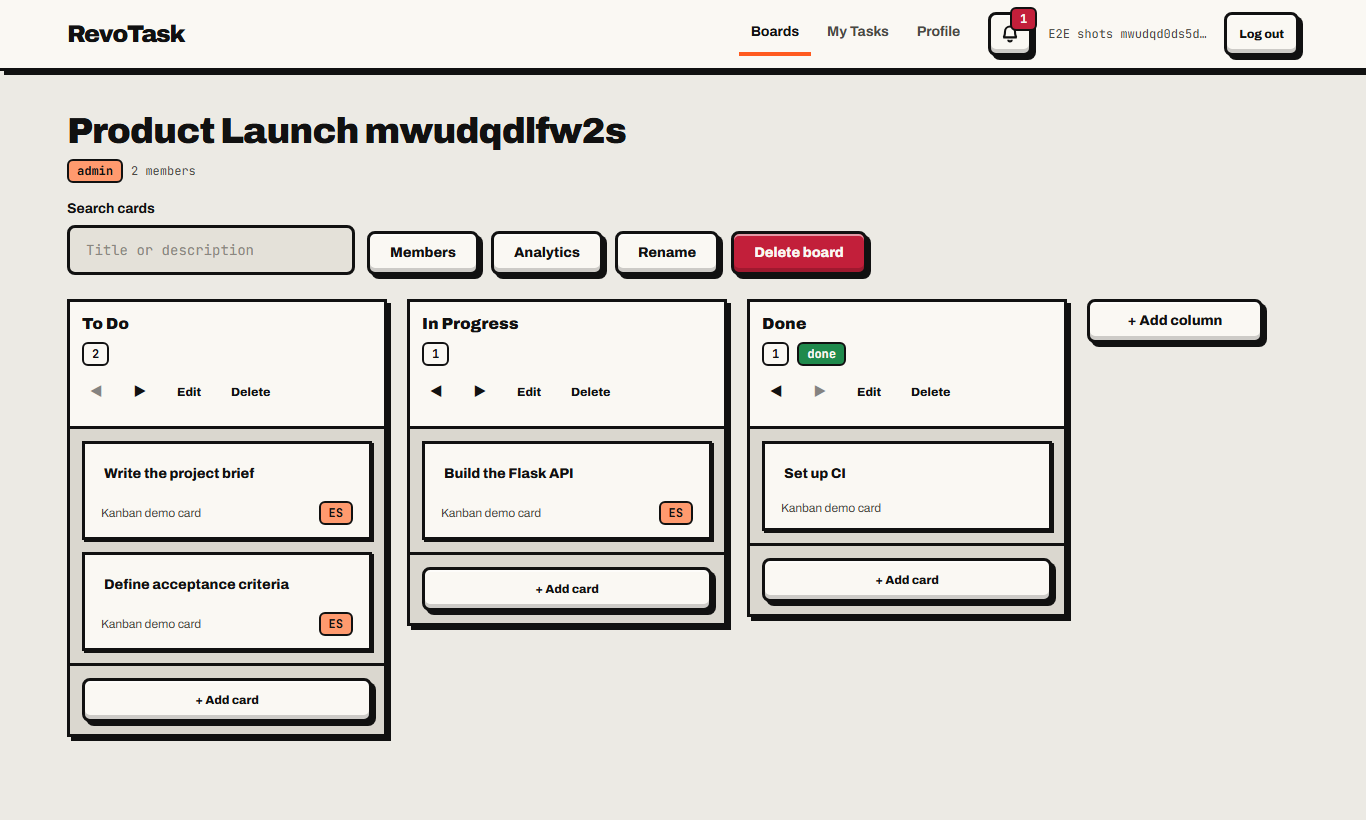 RevoTask
Boards
My Tasks
Profile
1
E2E shots mwudqd0ds5d…
Log out
Product Launch mwudqdlfw2s
admin
2 members
Search cards
Title or description
Members
Analytics
Rename
Delete board
To Do
2
◀ ▶ Edit Delete
Write the project brief
Kanban demo card
ES
Define acceptance criteria
Kanban demo card
ES
+ Add card
In Progress
1
◀ ▶ Edit Delete
Build the Flask API
Kanban demo card
ES
+ Add card
Done
1
done
◀ ▶ Edit Delete
Set up CI
Kanban demo card
+ Add card
+ Add column